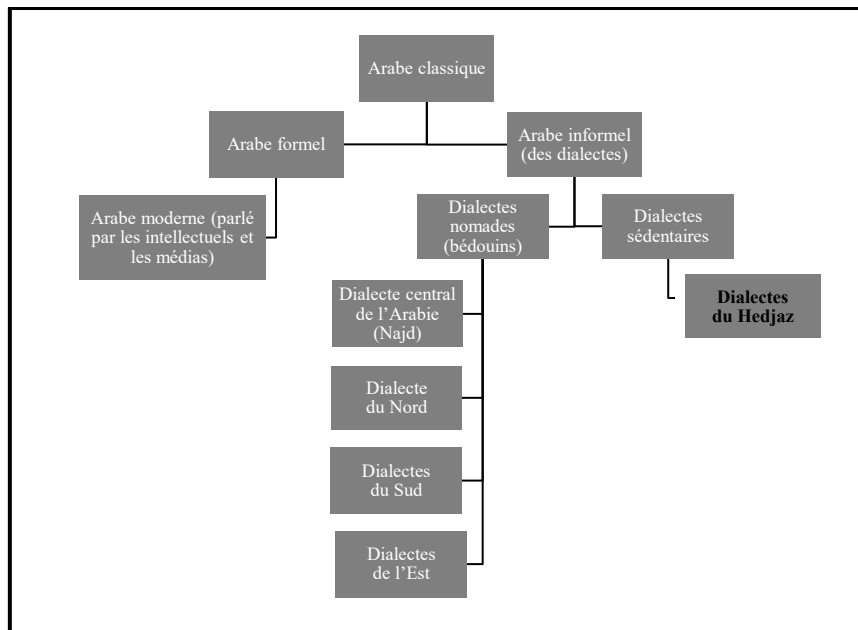 Arabe classique
Arabe formel
Arabe informel
(des dialectes)
Arabe moderne (parlé
par les intellectuels et
les médias)
Dialectes
nomades
(bédouins)
Dialectes
sédentaires
Dialecte central
de l’Arabie
(Najd)
Dialectes
du Hedjaz
Dialecte
du Nord
Dialectes
du Sud
Dialectes
de l’Est